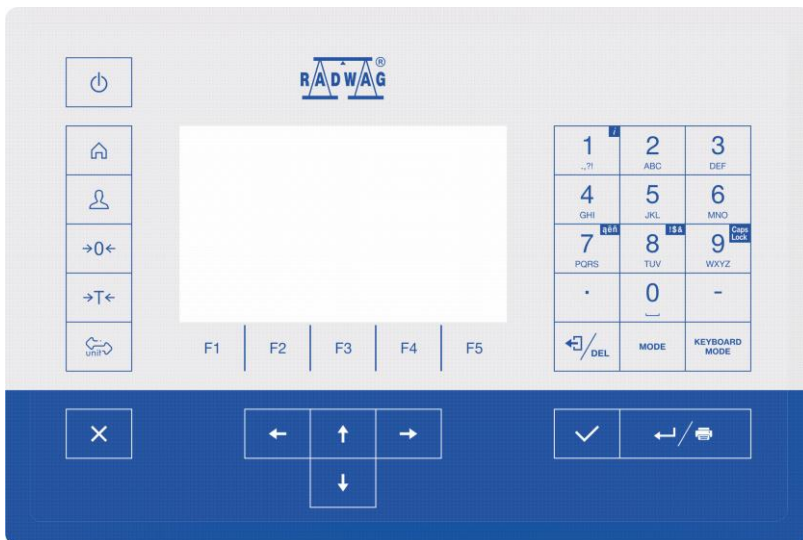 RADWAG®
i
1
.,?!
2
ABC
3
DEF
4
GHI
5
JKL
6
MNO
→0←
ąêñ
7
PQRS
!$&
8
TUV
Caps
Lock
9
WXYZ
→T←
.
0
-
unit
F1 F2 F3 F4 F5
DEL
MODE
KEYBOARD
MODE